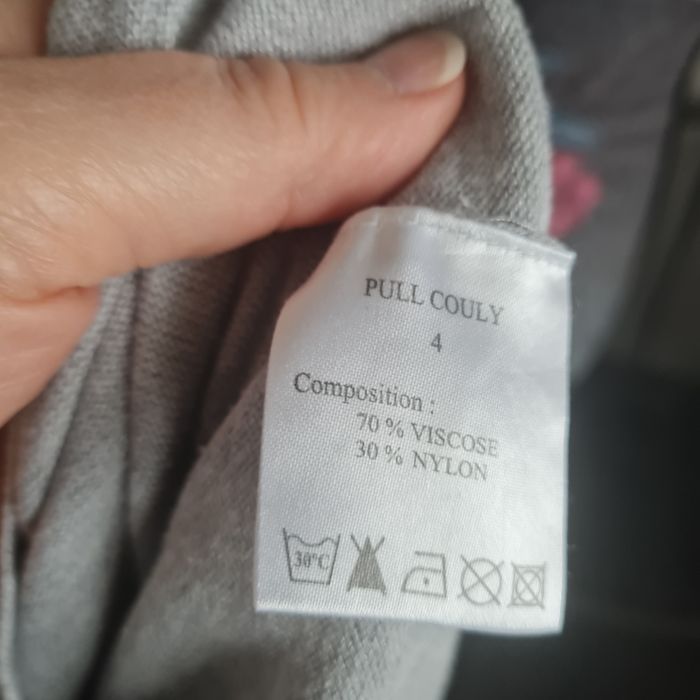 PULL COULY
4
Composition :
70 % VISCOSE
30 % NYLON
30°C